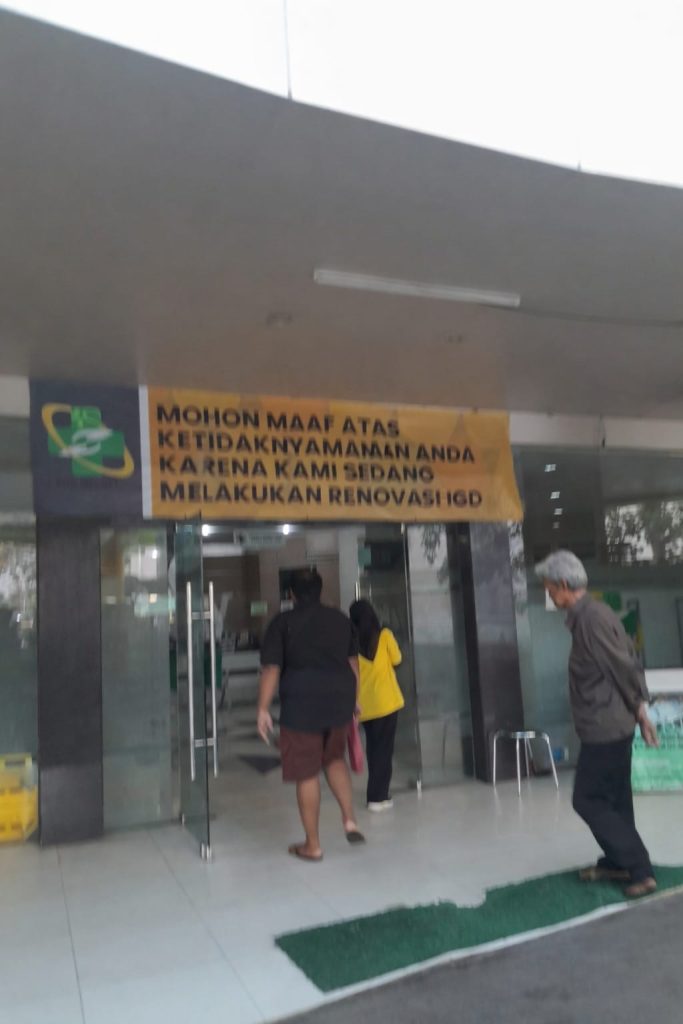 MOHON MAAF ATAS
KETIDAKNYAMANAN ANDA
KARENA KAMI SEDANG
MELAKUKAN RENOVASI IGD